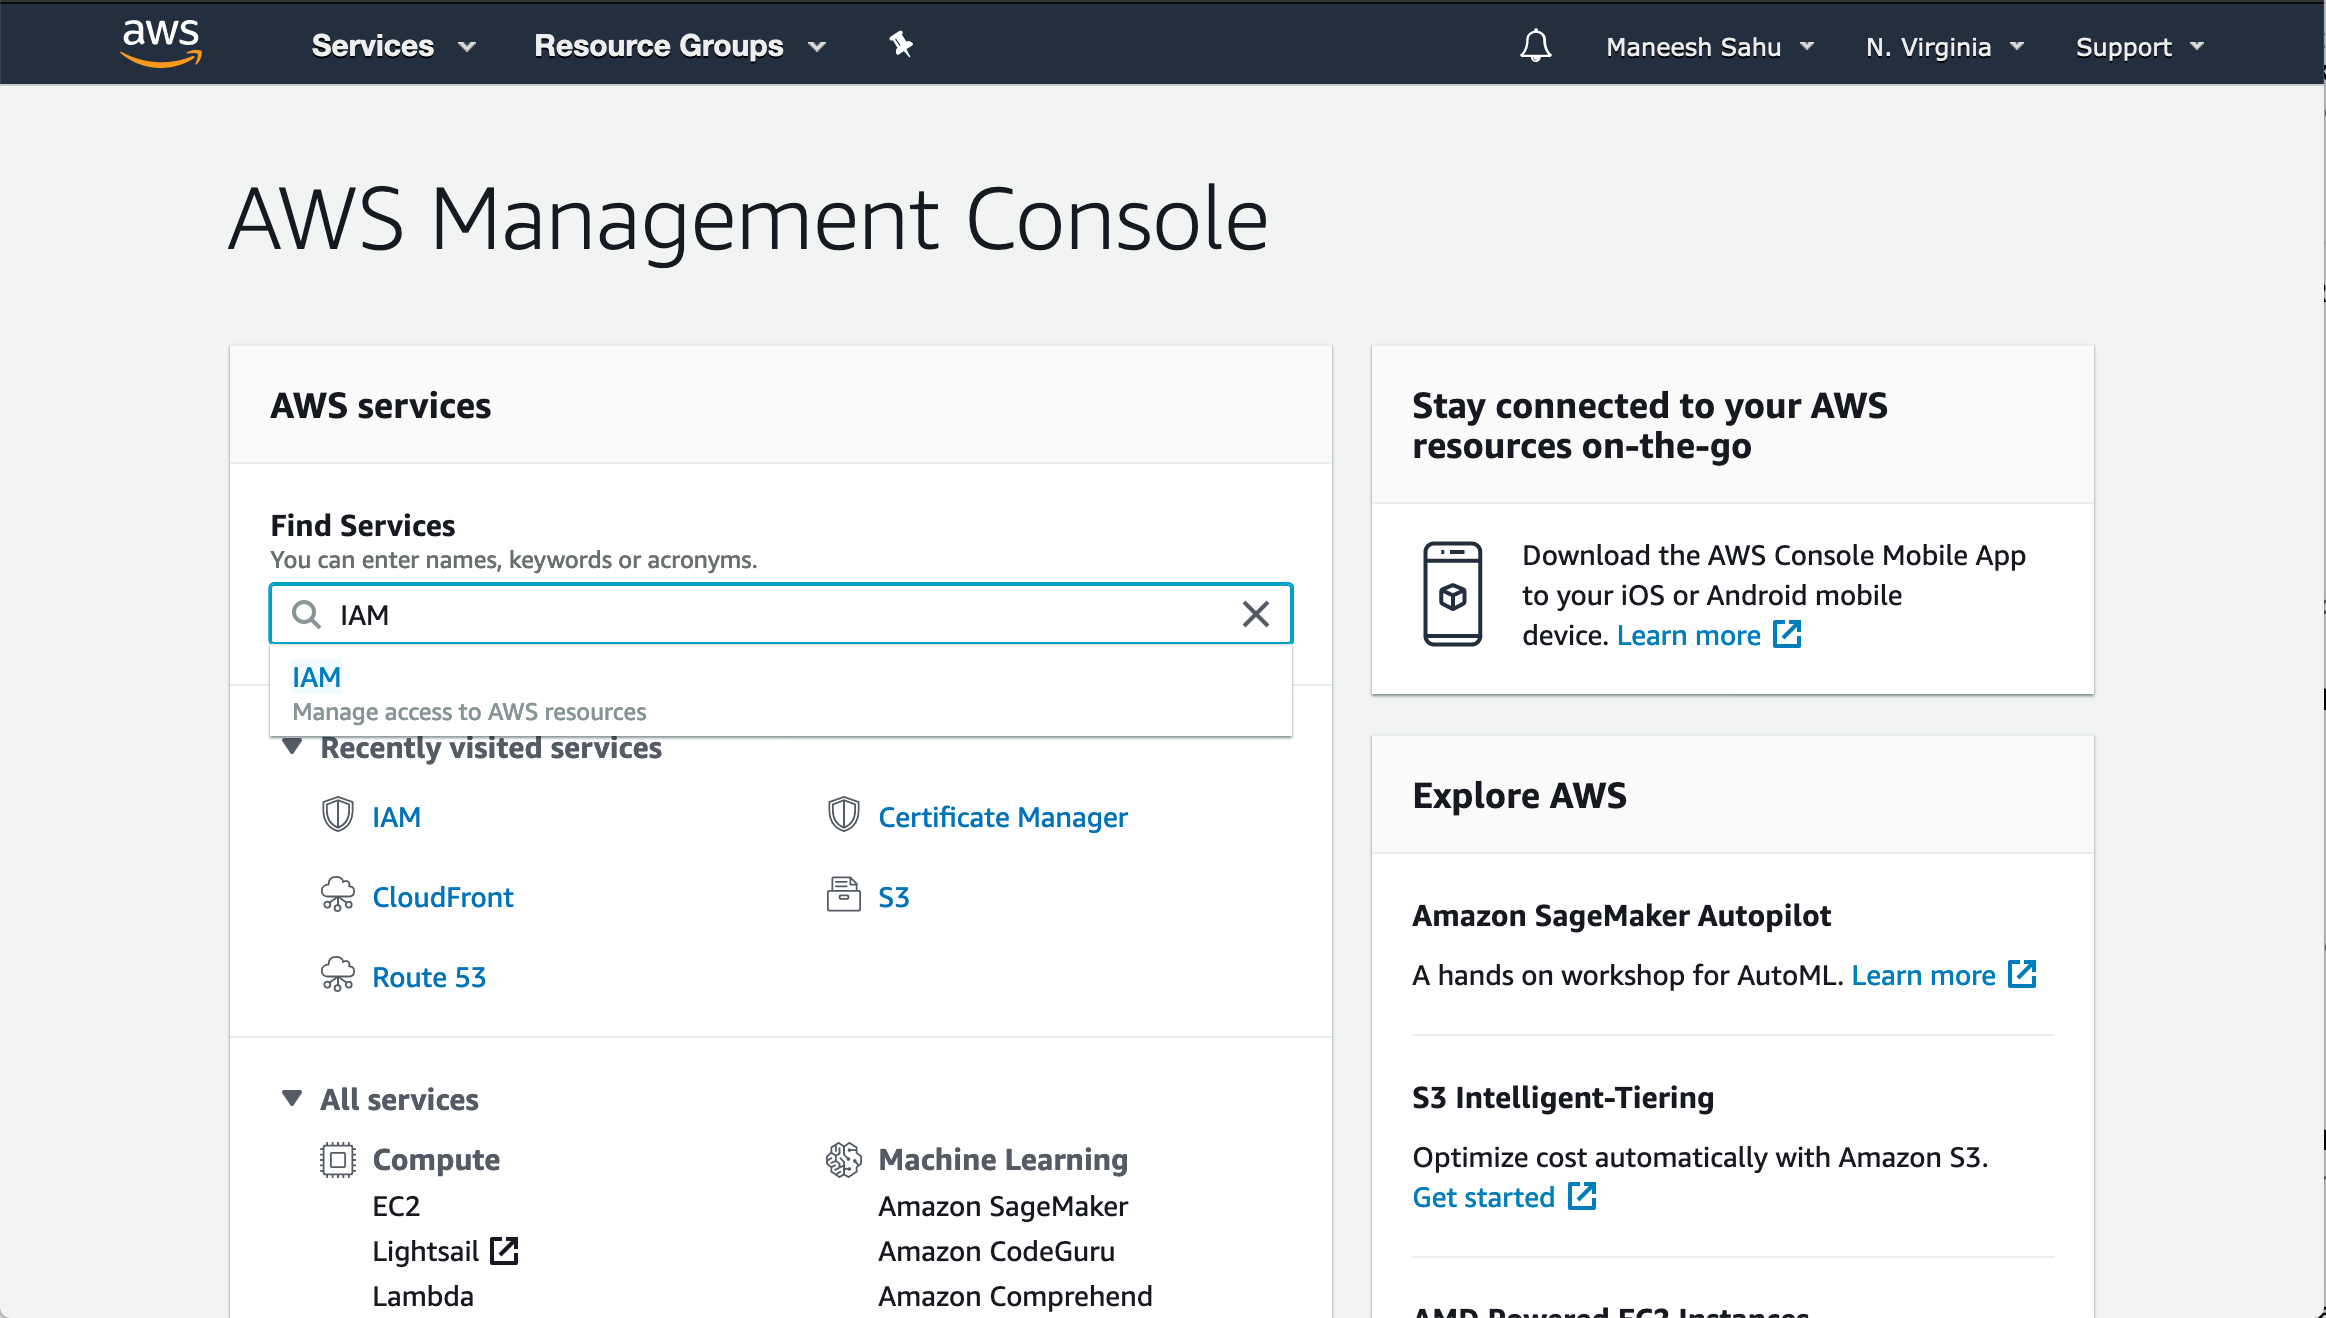 aws
Services
Resource Groups
Maneesh Sahu
N. Virginia
Support
AWS Management Console
AWS services
Find Services
You can enter names, keywords or acronyms.
IAM
IAM
Manage access to AWS resources
Recently visited services
IAM
Certificate Manager
CloudFront
S3
Route 53
All services
Compute
EC2
Lightsail
Lambda
Machine Learning
Amazon SageMaker
Amazon CodeGuru
Amazon Comprehend
Stay connected to your AWS
resources on-the-go
Download the AWS Console Mobile App
to your iOS or Android mobile
device. Learn more
Explore AWS
Amazon SageMaker Autopilot
A hands on workshop for AutoML. Learn more
S3 Intelligent-Tiering
Optimize cost automatically with Amazon S3.
Get started
AMD Powered EC2 Instances